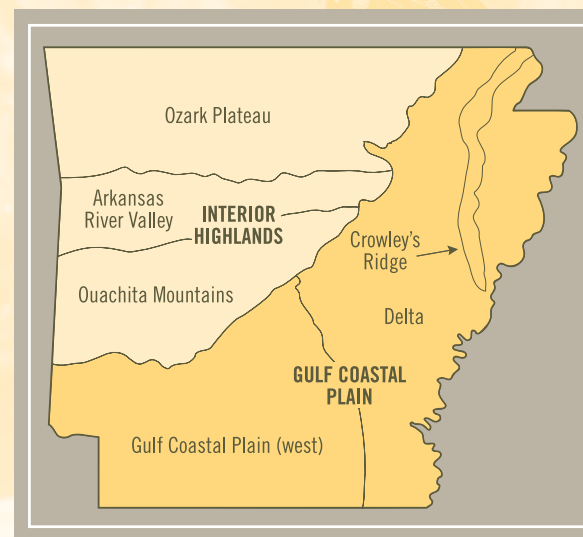 Ozark Plateau
Arkansas
River Valley
INTERIOR
HIGHLANDS
Crowley's
Ridge
Ouachita Mountains
Delta
GULF COASTAL
PLAIN
Gulf Coastal Plain (west)